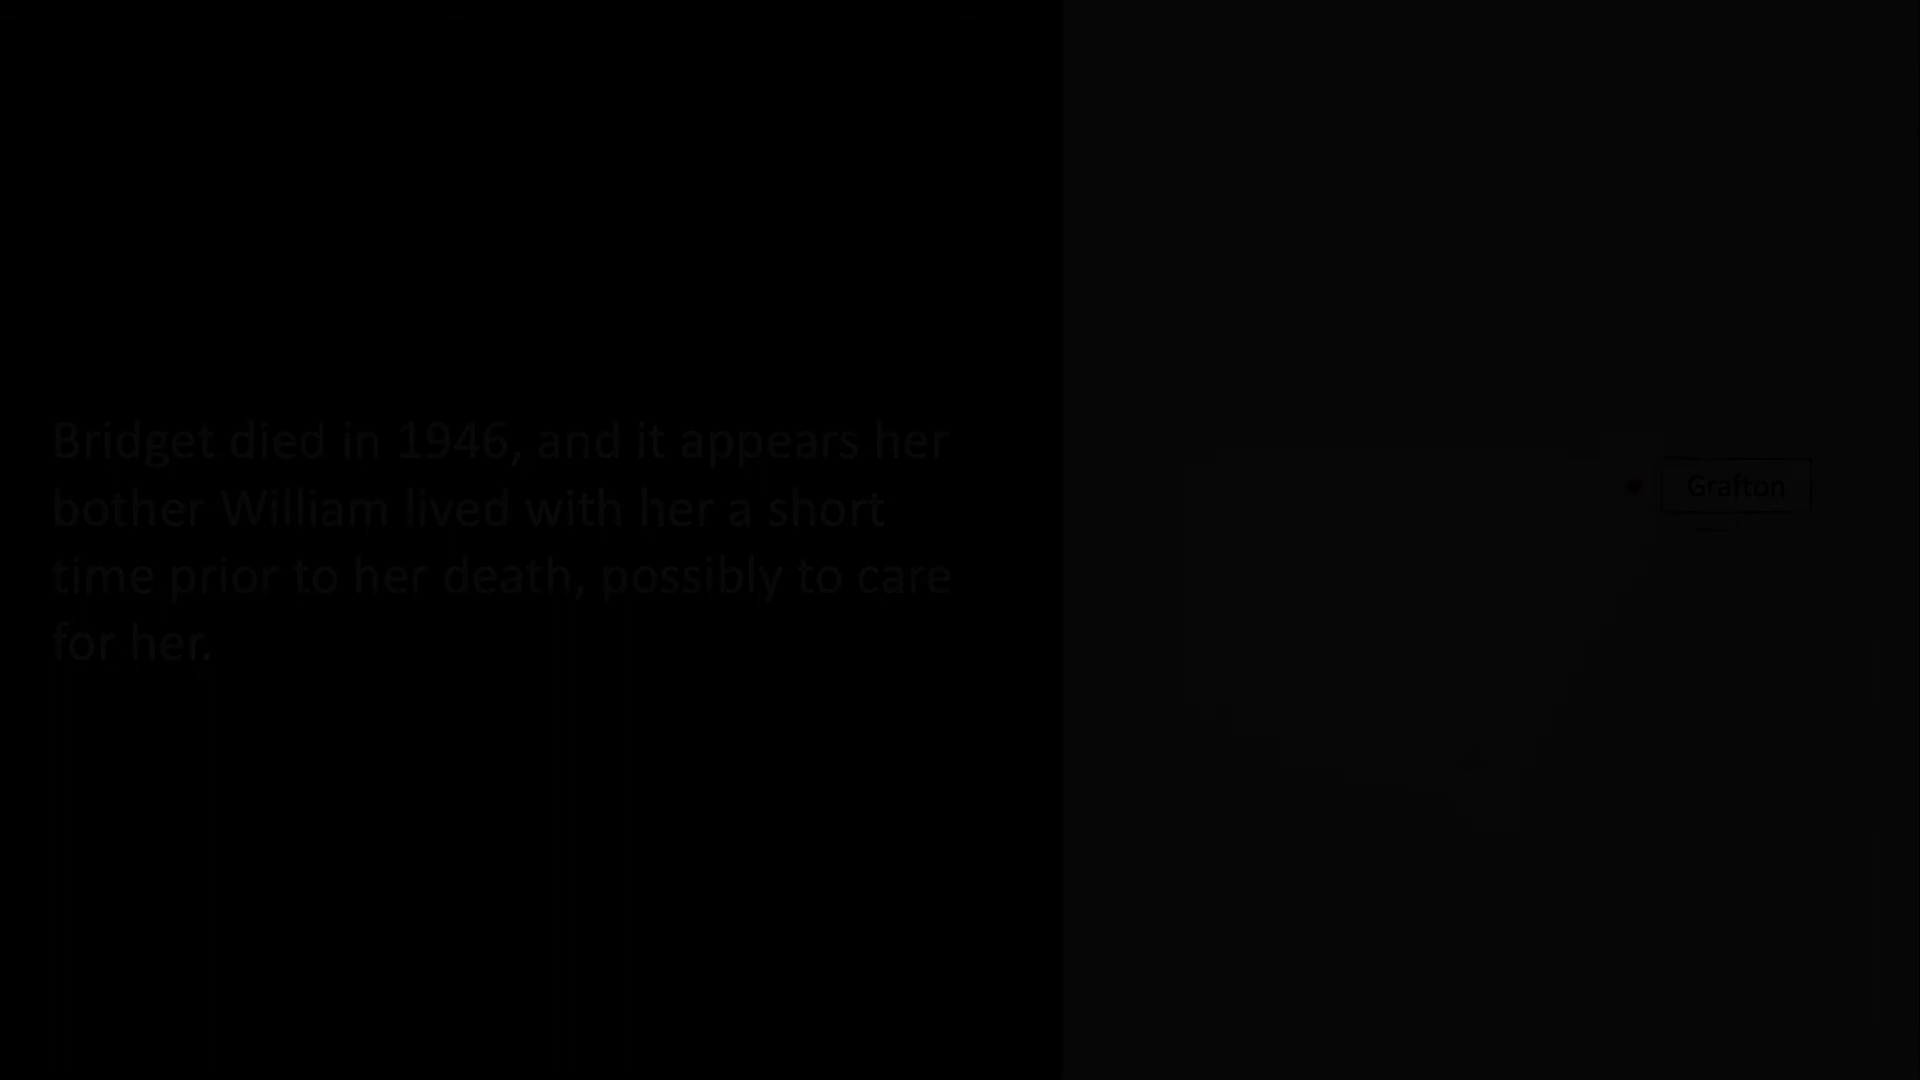 Bridget died in 1946, and it appears her
bother William lived with her a short
time prior to her death, possibly to care
for her.
Grafton